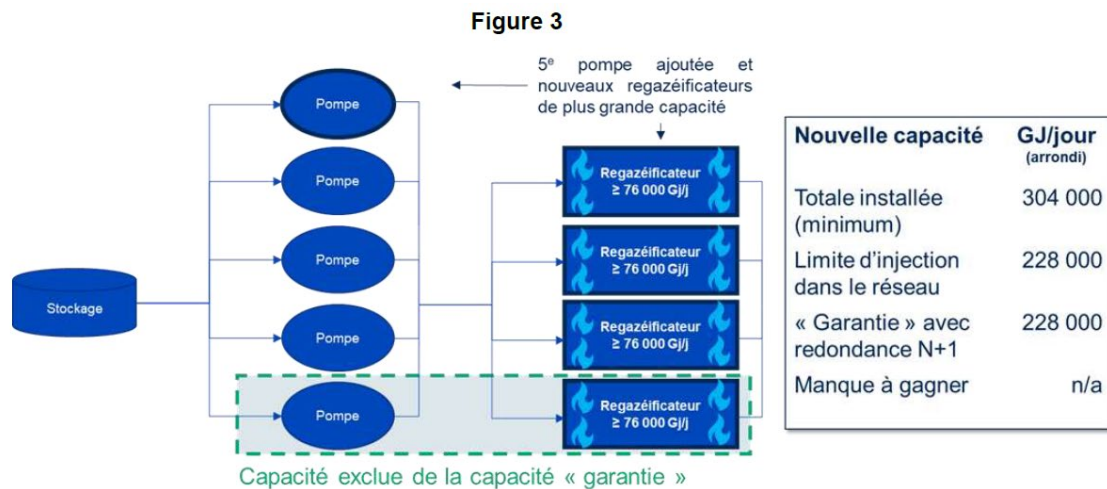 Figure 3
5e pompe ajoutée et
nouveaux regazéificateurs
de plus grande capacité
Pompe
Pompe
Pompe
Pompe
Pompe
Stockage
Regazéificateur
≥ 76 000 Gj/j
Regazéificateur
≥ 76 000 Gj/j
Regazéificateur
≥ 76 000 Gj/j
Regazéificateur
≥ 76 000 Gj/j
Capacité exclue de la capacité « garantie »
Nouvelle capacité GJ/jour
(arrondi)
Totale installée 304 000
(minimum)
Limite d'injection 228 000
dans le réseau
« Garantie » avec 228 000
redondance N+1
Manque à gagner n/a